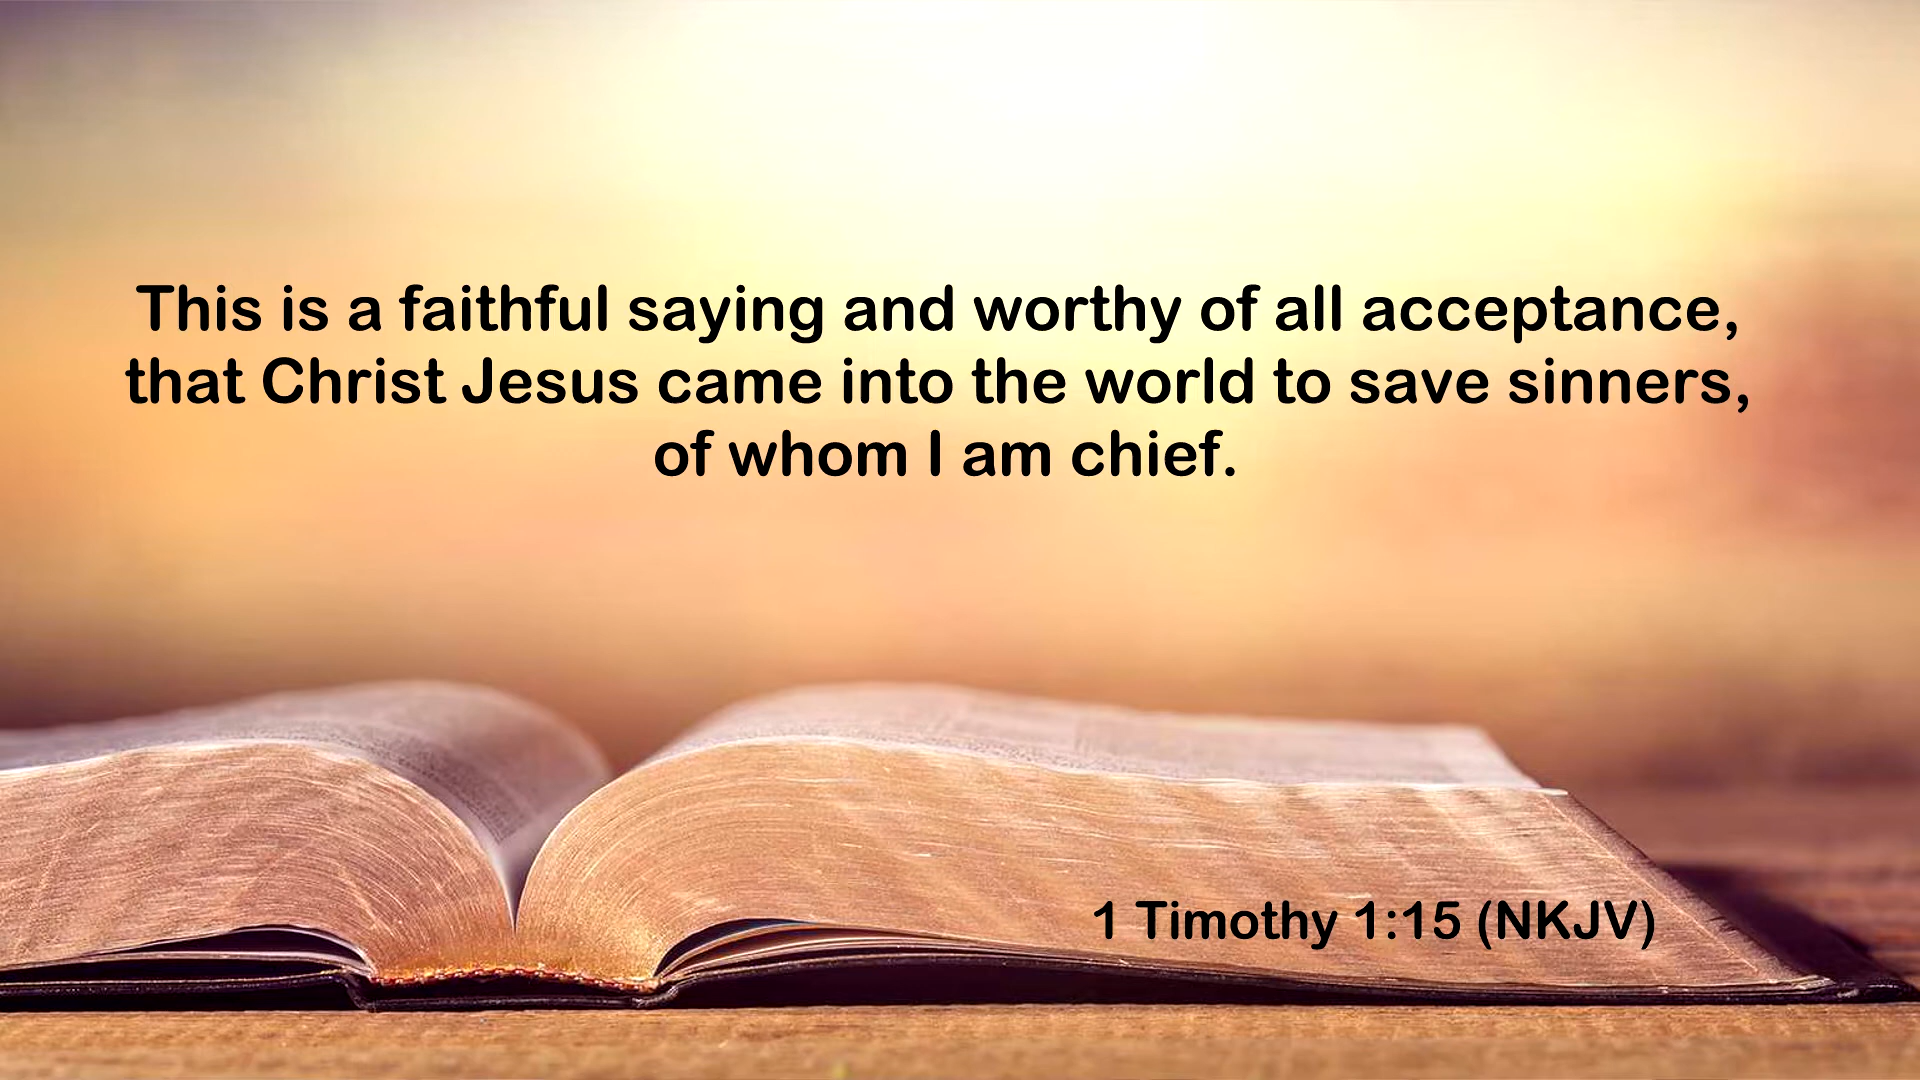 This is a faithful saying and worthy of all acceptance,
that Christ Jesus came into the world to save sinners,
of whom I am chief.
1 Timothy 1:15 (NKJV)